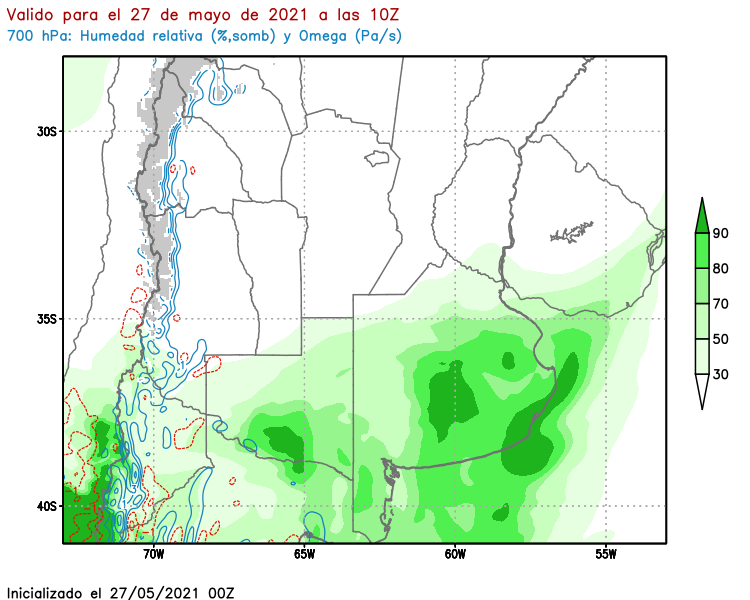 Valido para el 27 de mayo de 2021 a las 10Z
700 hPa: Humedad relativa (%,somb) y Omega (Pa/s)
30S
35S
40S
70W
65W
60W
55W
90
80
70
50
30
Inicializado el 27/05/2021 00Z